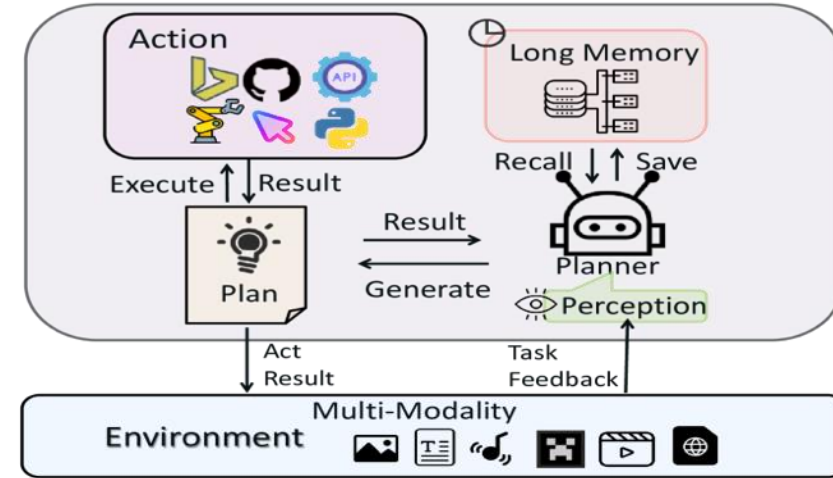 Action
API
Long Memory
Execute
Result
Recall
Save
Result
Plan
Generate
Planner
Perception
Act
Result
Task
Feedback
Multi-Modality
Environment
T